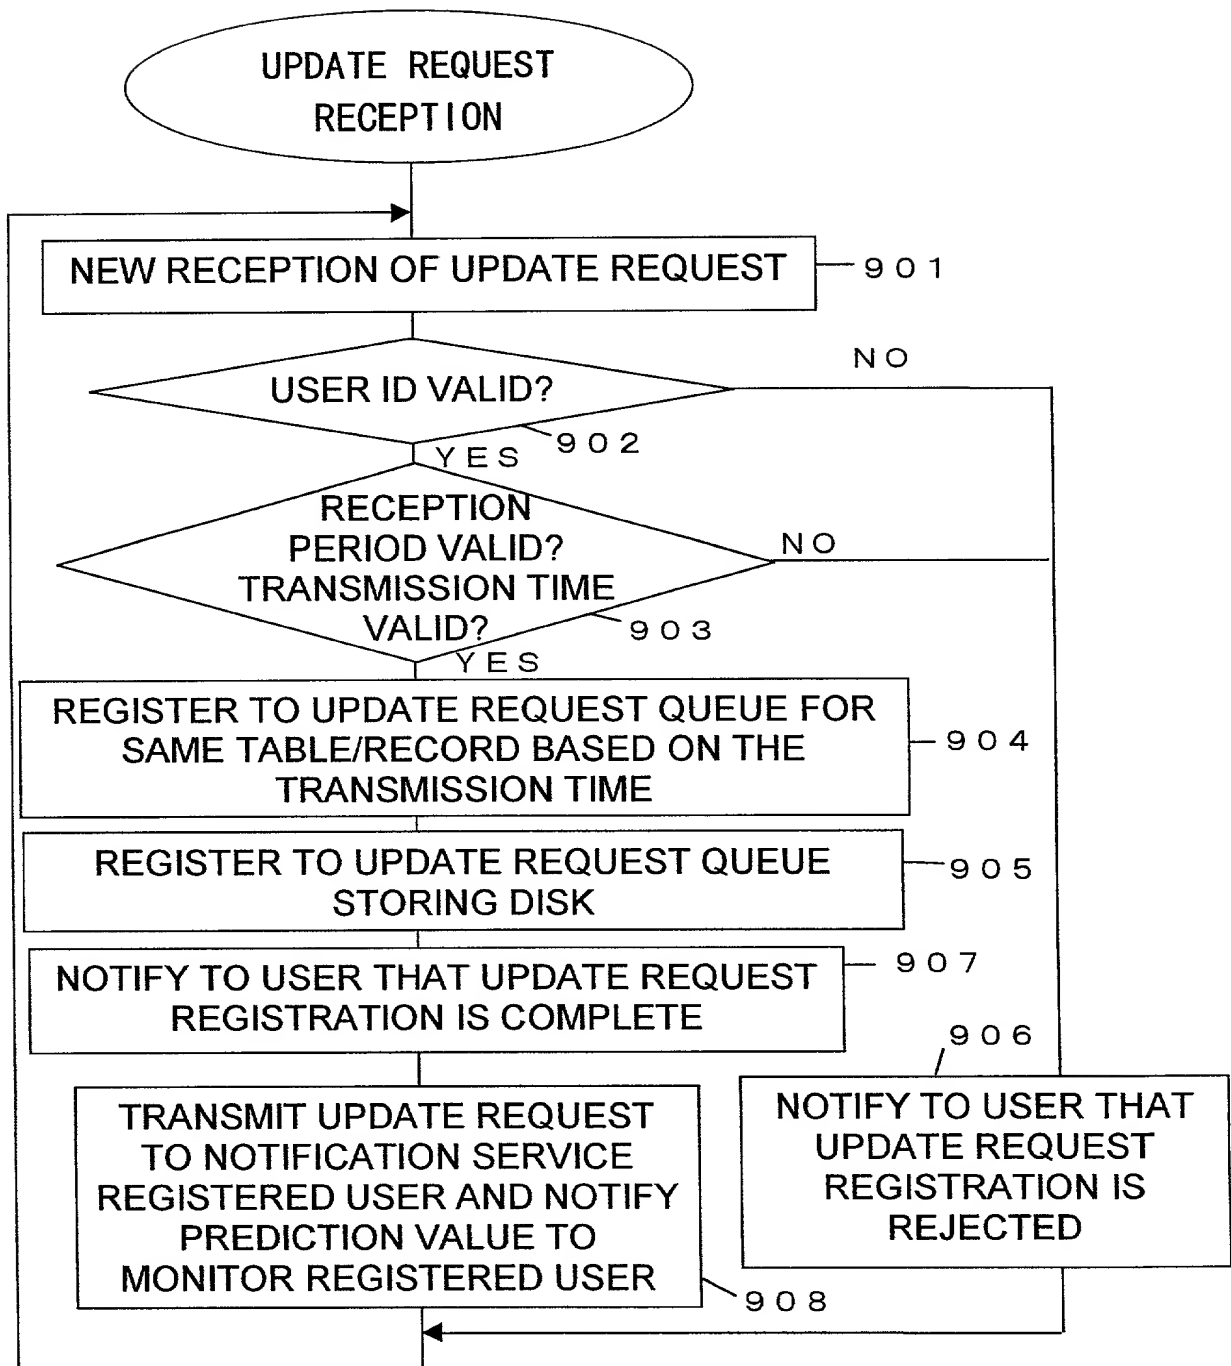 UPDATE REQUEST
RECEPTION
NEW RECEPTION OF UPDATE REQUEST
901
USER ID VALID?
NO
902
YES
RECEPTION
PERIOD VALID?
TRANSMISSION TIME
VALID?
NO
903
YES
REGISTER TO UPDATE REQUEST QUEUE FOR
SAME TABLE/RECORD BASED ON THE
TRANSMISSION TIME
904
REGISTER TO UPDATE REQUEST QUEUE
STORING DISK
905
NOTIFY TO USER THAT UPDATE REQUEST
REGISTRATION IS COMPLETE
907
906
NOTIFY TO USER THAT
UPDATE REQUEST
REGISTRATION IS
REJECTED
TRANSMIT UPDATE REQUEST
TO NOTIFICATION SERVICE
REGISTERED USER AND NOTIFY
PREDICTION VALUE TO
MONITOR REGISTERED USER
908